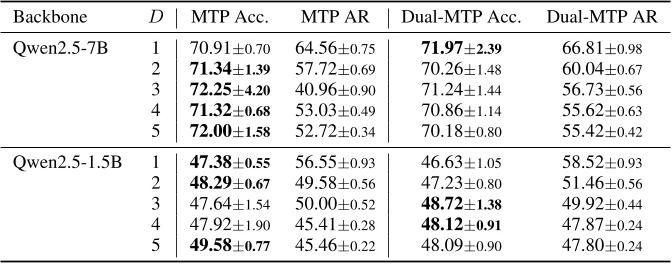 Backbone D MTP Acc. MTP AR Dual-MTP Acc. Dual-MTP AR
Qwen2.5-7B 1 70.91±0.70 64.56±0.75 71.97±2.39 66.81±0.98
2 71.34±1.39 57.72±0.69 70.26±1.48 60.04±0.67
3 72.25±4.20 40.96±0.90 71.24±1.44 56.73±0.56
4 71.32±0.68 53.03±0.49 70.86±1.14 55.62±0.63
5 72.00±1.58 52.72±0.34 70.18±0.80 55.42±0.42
Qwen2.5-1.5B 1 47.38±0.55 56.55±0.93 46.63±1.05 58.52±0.93
2 48.29±0.67 49.58±0.56 47.23±0.80 51.46±0.56
3 47.64±1.54 50.00±0.52 48.72±1.38 49.92±0.44
4 47.92±1.90 45.41±0.28 48.12±0.91 47.87±0.24
5 49.58±0.77 45.46±0.22 48.09±0.90 47.80±0.24